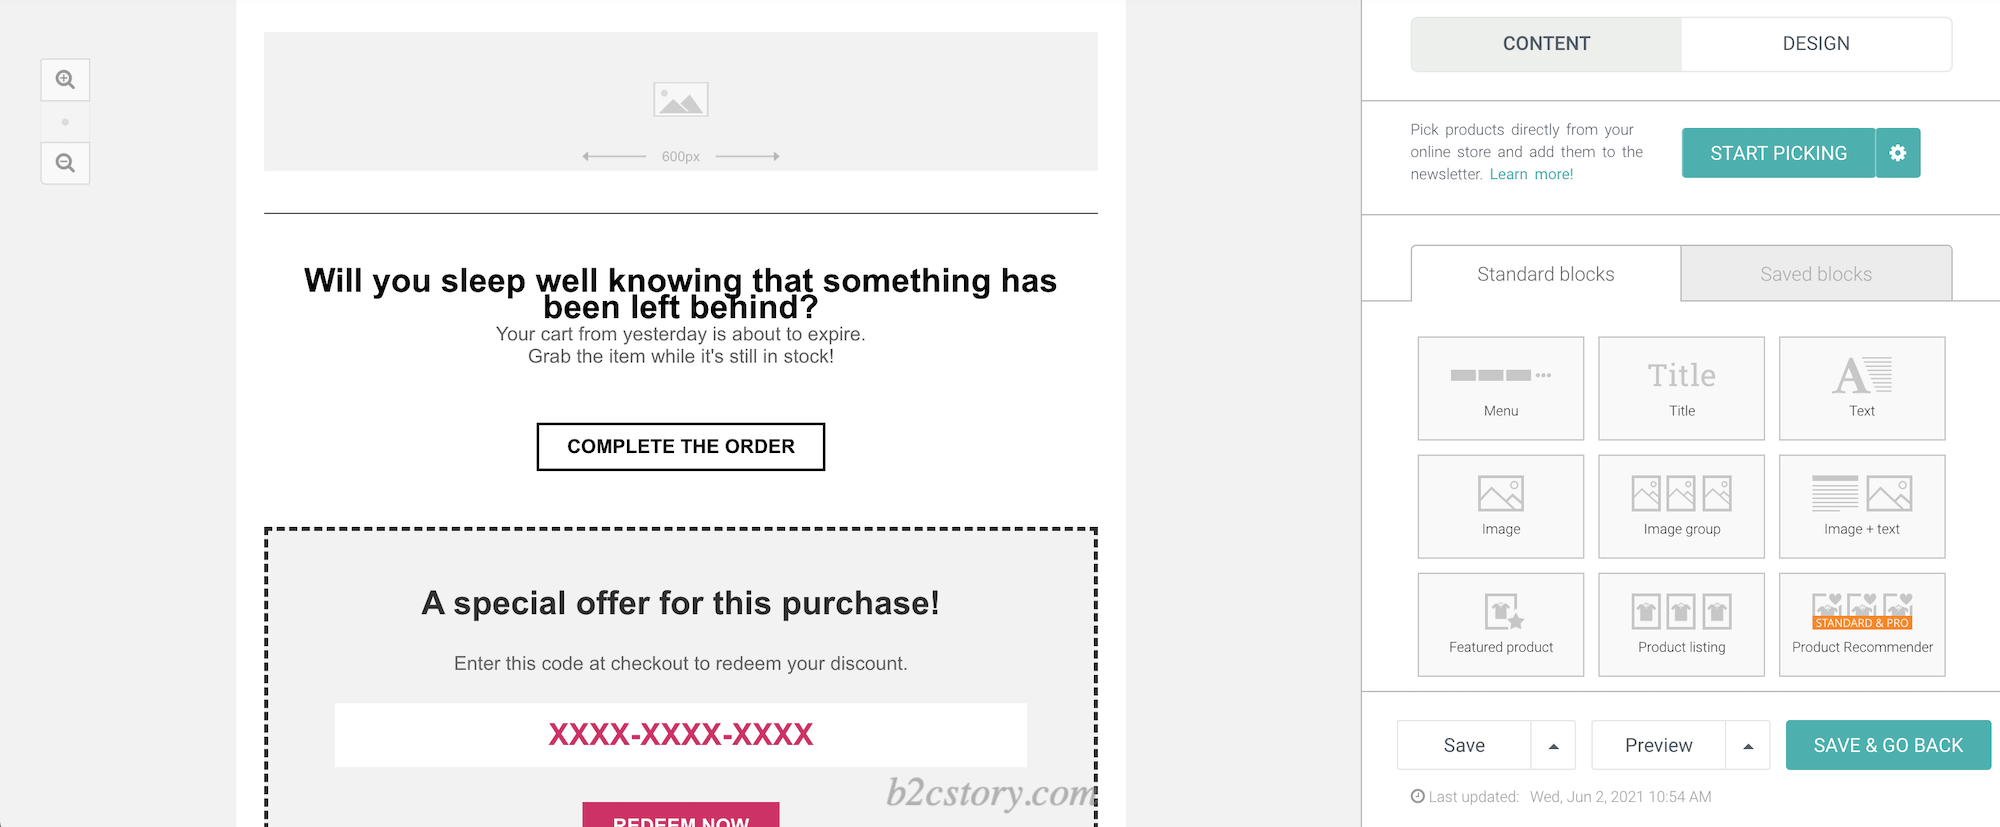 600px
Will you sleep well knowing that something has
been left behind?
Your cart from yesterday is about to expire.
Grab the item while it's still in stock!
COMPLETE THE ORDER
A special offer for this purchase!
Enter this code at checkout to redeem your discount.
XXXX-XXXX-XXXX
b2cstory.com
REDEEM NOW
CONTENT
DESIGN
Pick products directly from your
online store and add them to the
newsletter. Learn more!
START PICKING
Standard blocks
Saved blocks
Title
A
Menu
Title
Text
Image
Image group
Image + text
STANDARD & PRO
Featured product
Product listing
Product Recommender
Save
Preview
SAVE & GO BACK
Last updated: Wed, Jun 2, 2021 10:54 AM